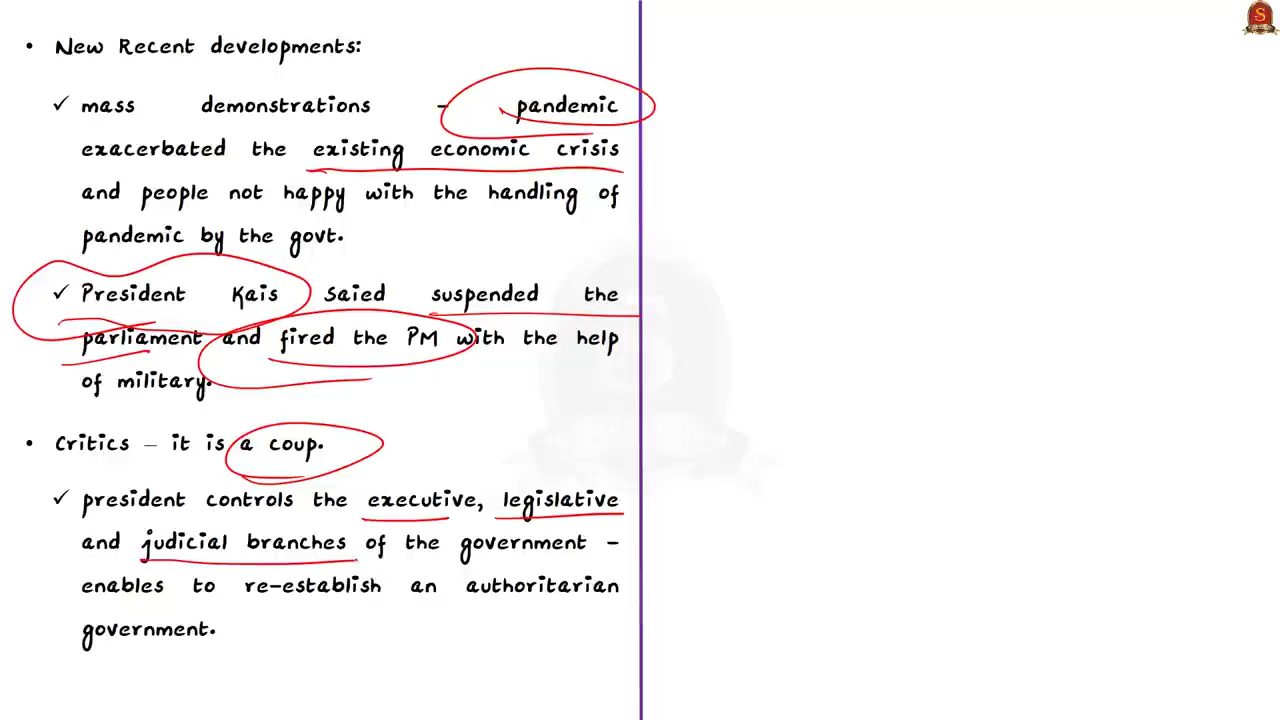 • New Recent developments:
✓ mass demonstrations - pandemic
exacerbated the existing economic crisis
and people not happy with the handling of
pandemic by the govt.
✓ President Kais Saied suspended the
parliament and fired the PM with the help
of military.
• Critics – it is a coup.
✓ president controls the executive, legislative
and judicial branches of the government –
enables to re-establish an authoritarian
government.
S